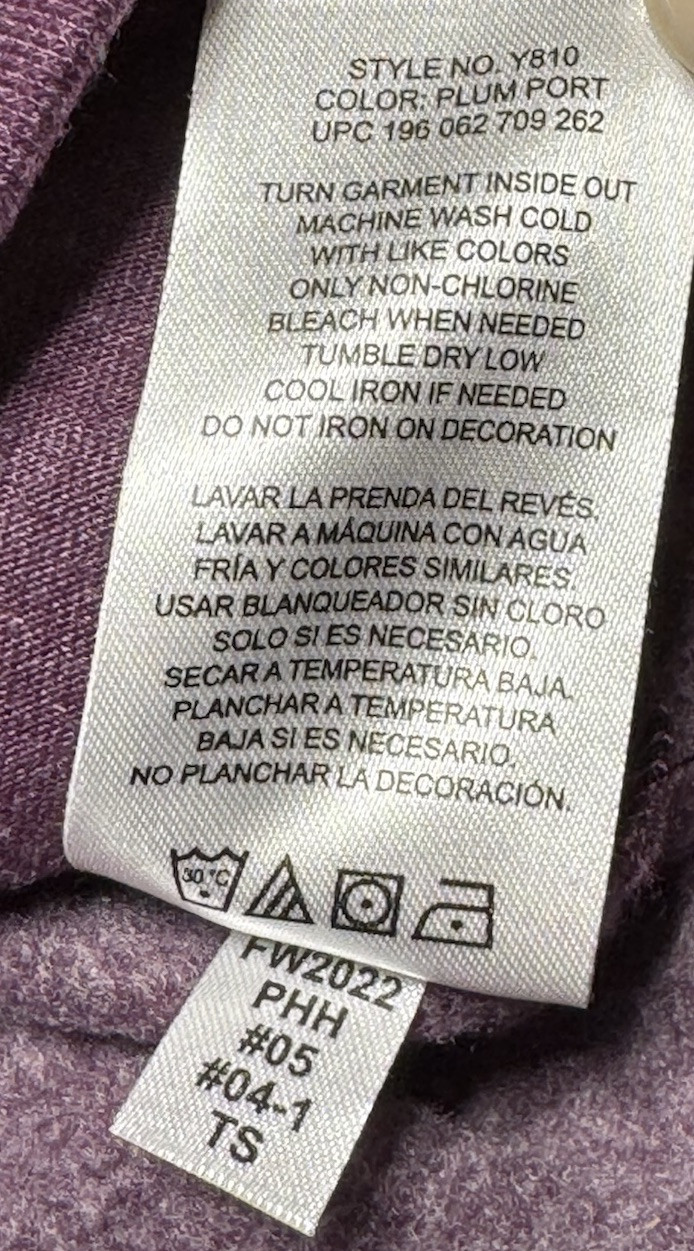 STYLE NO. Y810
COLOR: PLUM PORT
UPC 196 062 709 262
TURN GARMENT INSIDE OUT
MACHINE WASH COLD
WITH LIKE COLORS
ONLY NON-CHLORINE
BLEACH WHEN NEEDED
TUMBLE DRY LOW
COOL IRON IF NEEDED
DO NOT IRON ON DECORATION
LAVAR LA PRENDA DEL REVÉS.
LAVAR A MÁQUINA CON AGUA
FRÍA Y COLORES SIMILARES.
USAR BLANQUEADOR SIN CLORO
SOLO SI ES NECESARIO.
SECAR A TEMPERATURA BAJA.
PLANCHAR A TEMPERATURA
BAJA SI ES NECESARIO.
NO PLANCHAR LA DECORACIÓN.
30 °C
FW2022
PHH
#05
#04-1
TS